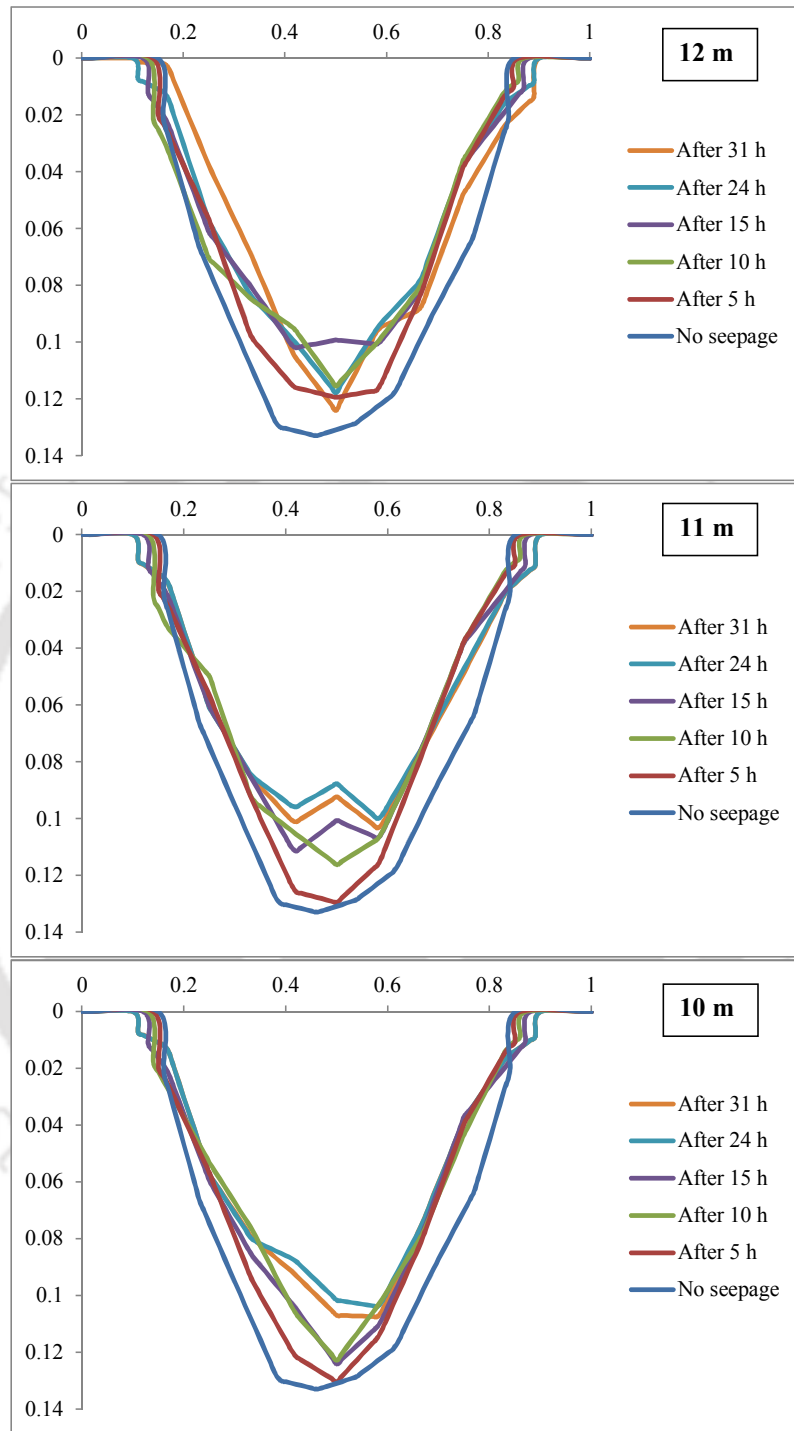 0 0.2 0.4 0.6 0.8 1
12 m
0
0.02
0.04
0.06
0.08
0.1
0.12
0.14
After 31 h
After 24 h
After 15 h
After 10 h
After 5 h
No seepage
0 0.2 0.4 0.6 0.8 1
11 m
0
0.02
0.04
0.06
0.08
0.1
0.12
0.14
After 31 h
After 24 h
After 15 h
After 10 h
After 5 h
No seepage
0 0.2 0.4 0.6 0.8 1
10 m
0
0.02
0.04
0.06
0.08
0.1
0.12
0.14
After 31 h
After 24 h
After 15 h
After 10 h
After 5 h
No seepage